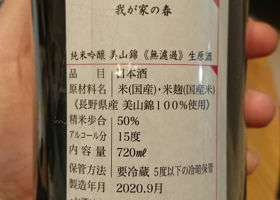 我が家の春
純米吟醸 美山錦《無濾過》生原酒
品目 日本酒
原材料名 米(国産)・米麹(国産米)
《長野県産 美山錦100%使用》
精米歩合 50%
アルコール分 15度
内容量 720㎖
保管方法 要冷蔵 5度以下の冷暗保管
製造年月 2020.9月